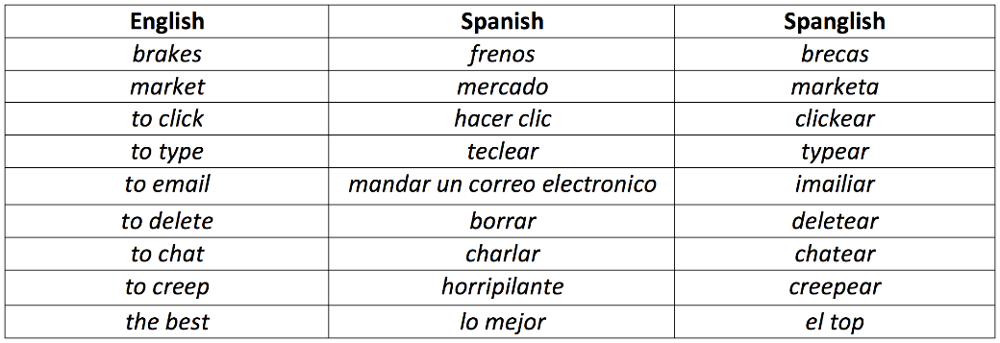 English Spanish Spanglish
brakes frenos brecas
market mercado marketa
to click hacer clic clickear
to type teclear typear
to email mandar un correo electronico imailiar
to delete borrar deletear
to chat charlar chatear
to creep horripilante creepear
the best lo mejor el top